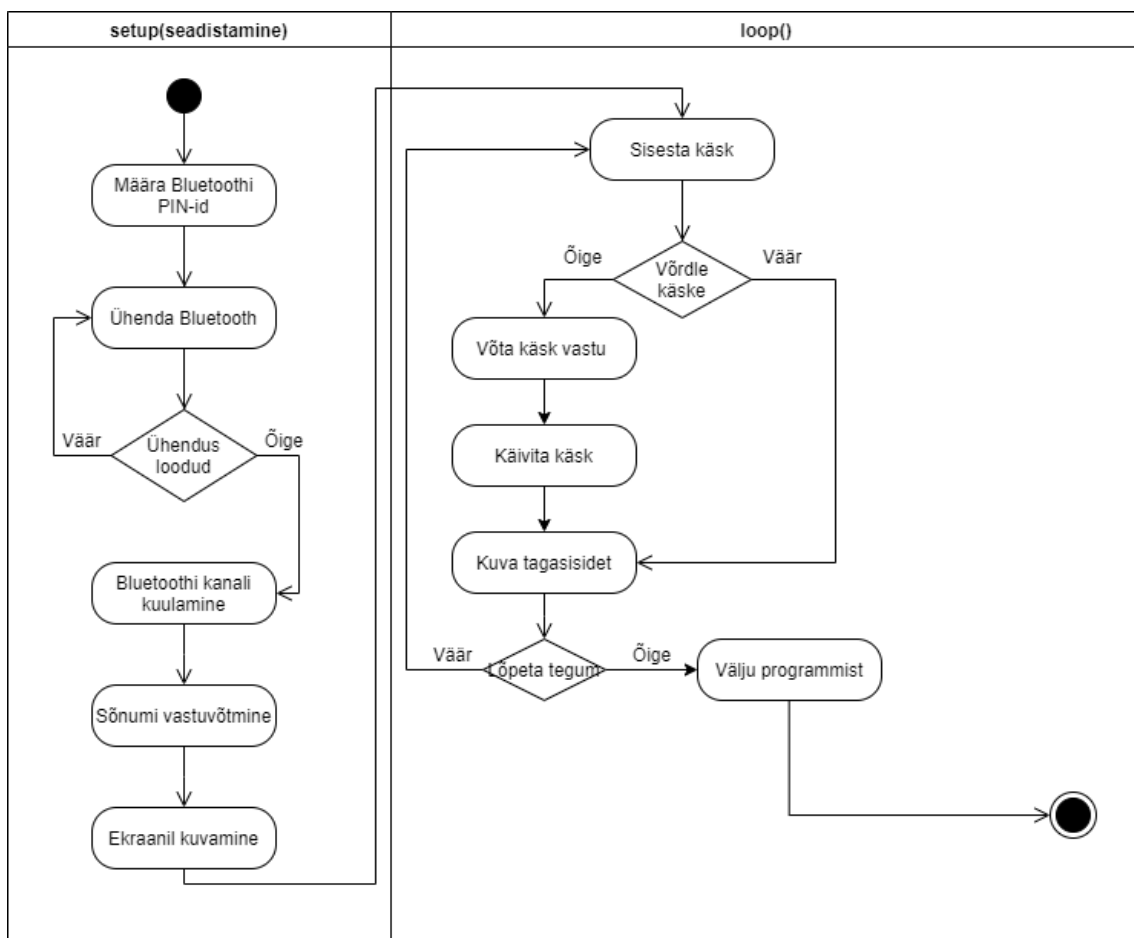 setup(seadistamine)
loop()
Määra Bluetoothi
PIN-id
Ühenda Bluetooth
Väär
Ühendus
loodud
Õige
Bluetoothi kanali
kuulamine
Sõnumi vastuvõtmine
Ekraanil kuvamine
Sisesta käsk
Õige
Võrdle
käske
Väär
Võta käsk vastu
Käivita käsk
Kuva tagasisidet
Väär
Lõpeta tegum
Õige
Välju programmist